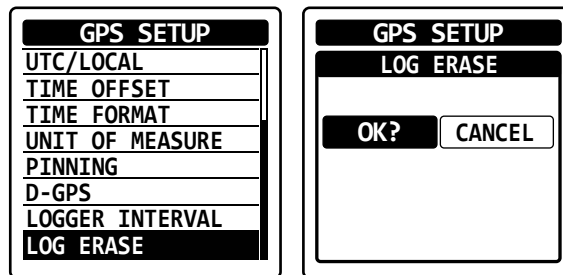 GPS SETUP
UTC/LOCAL
TIME OFFSET
TIME FORMAT
UNIT OF MEASURE
PINNING
D-GPS
LOGGER INTERVAL
LOG ERASE
GPS SETUP
LOG ERASE
OK? CANCEL